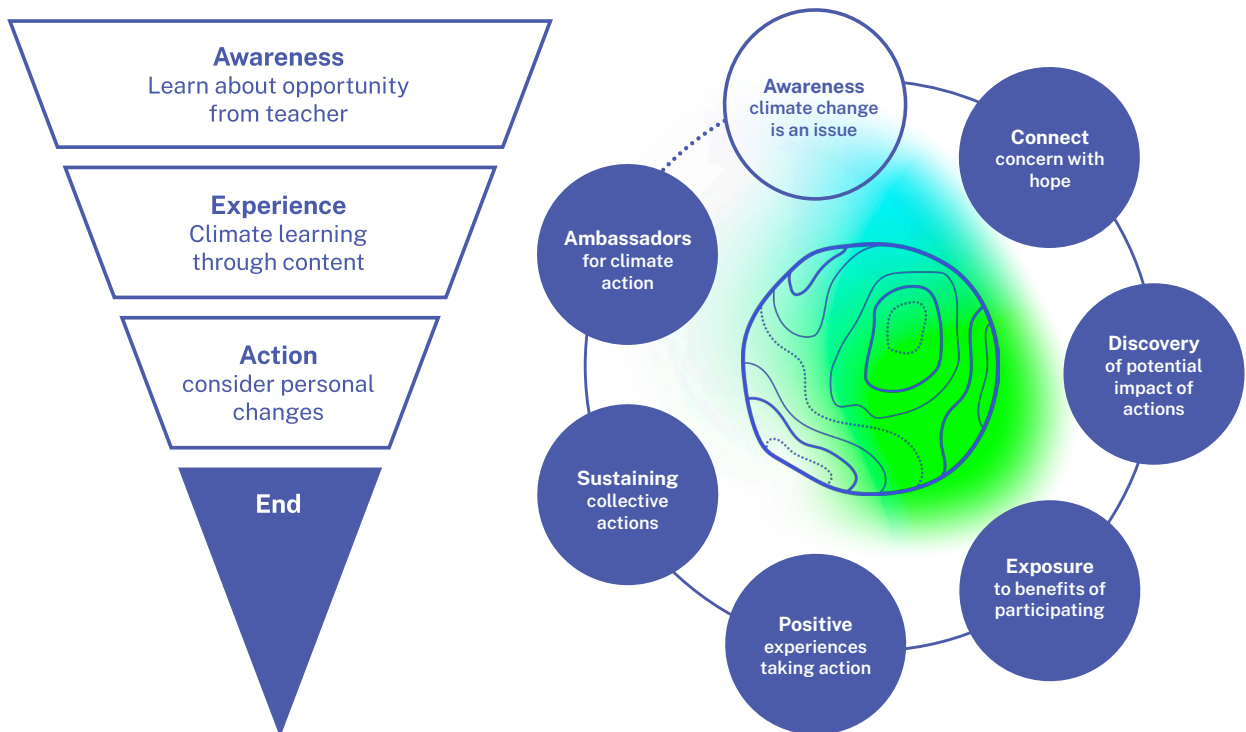 Awareness
Learn about opportunity
from teacher
Experience
Climate learning
through content
Action
consider personal
changes
End
Awareness
climate change
is an issue
Connect
concern with
hope
Discovery
of potential
impact of
actions
Exposure
to benefits of
participating
Positive
experiences
taking action
Sustaining
collective
actions
Ambassadors
for climate
action